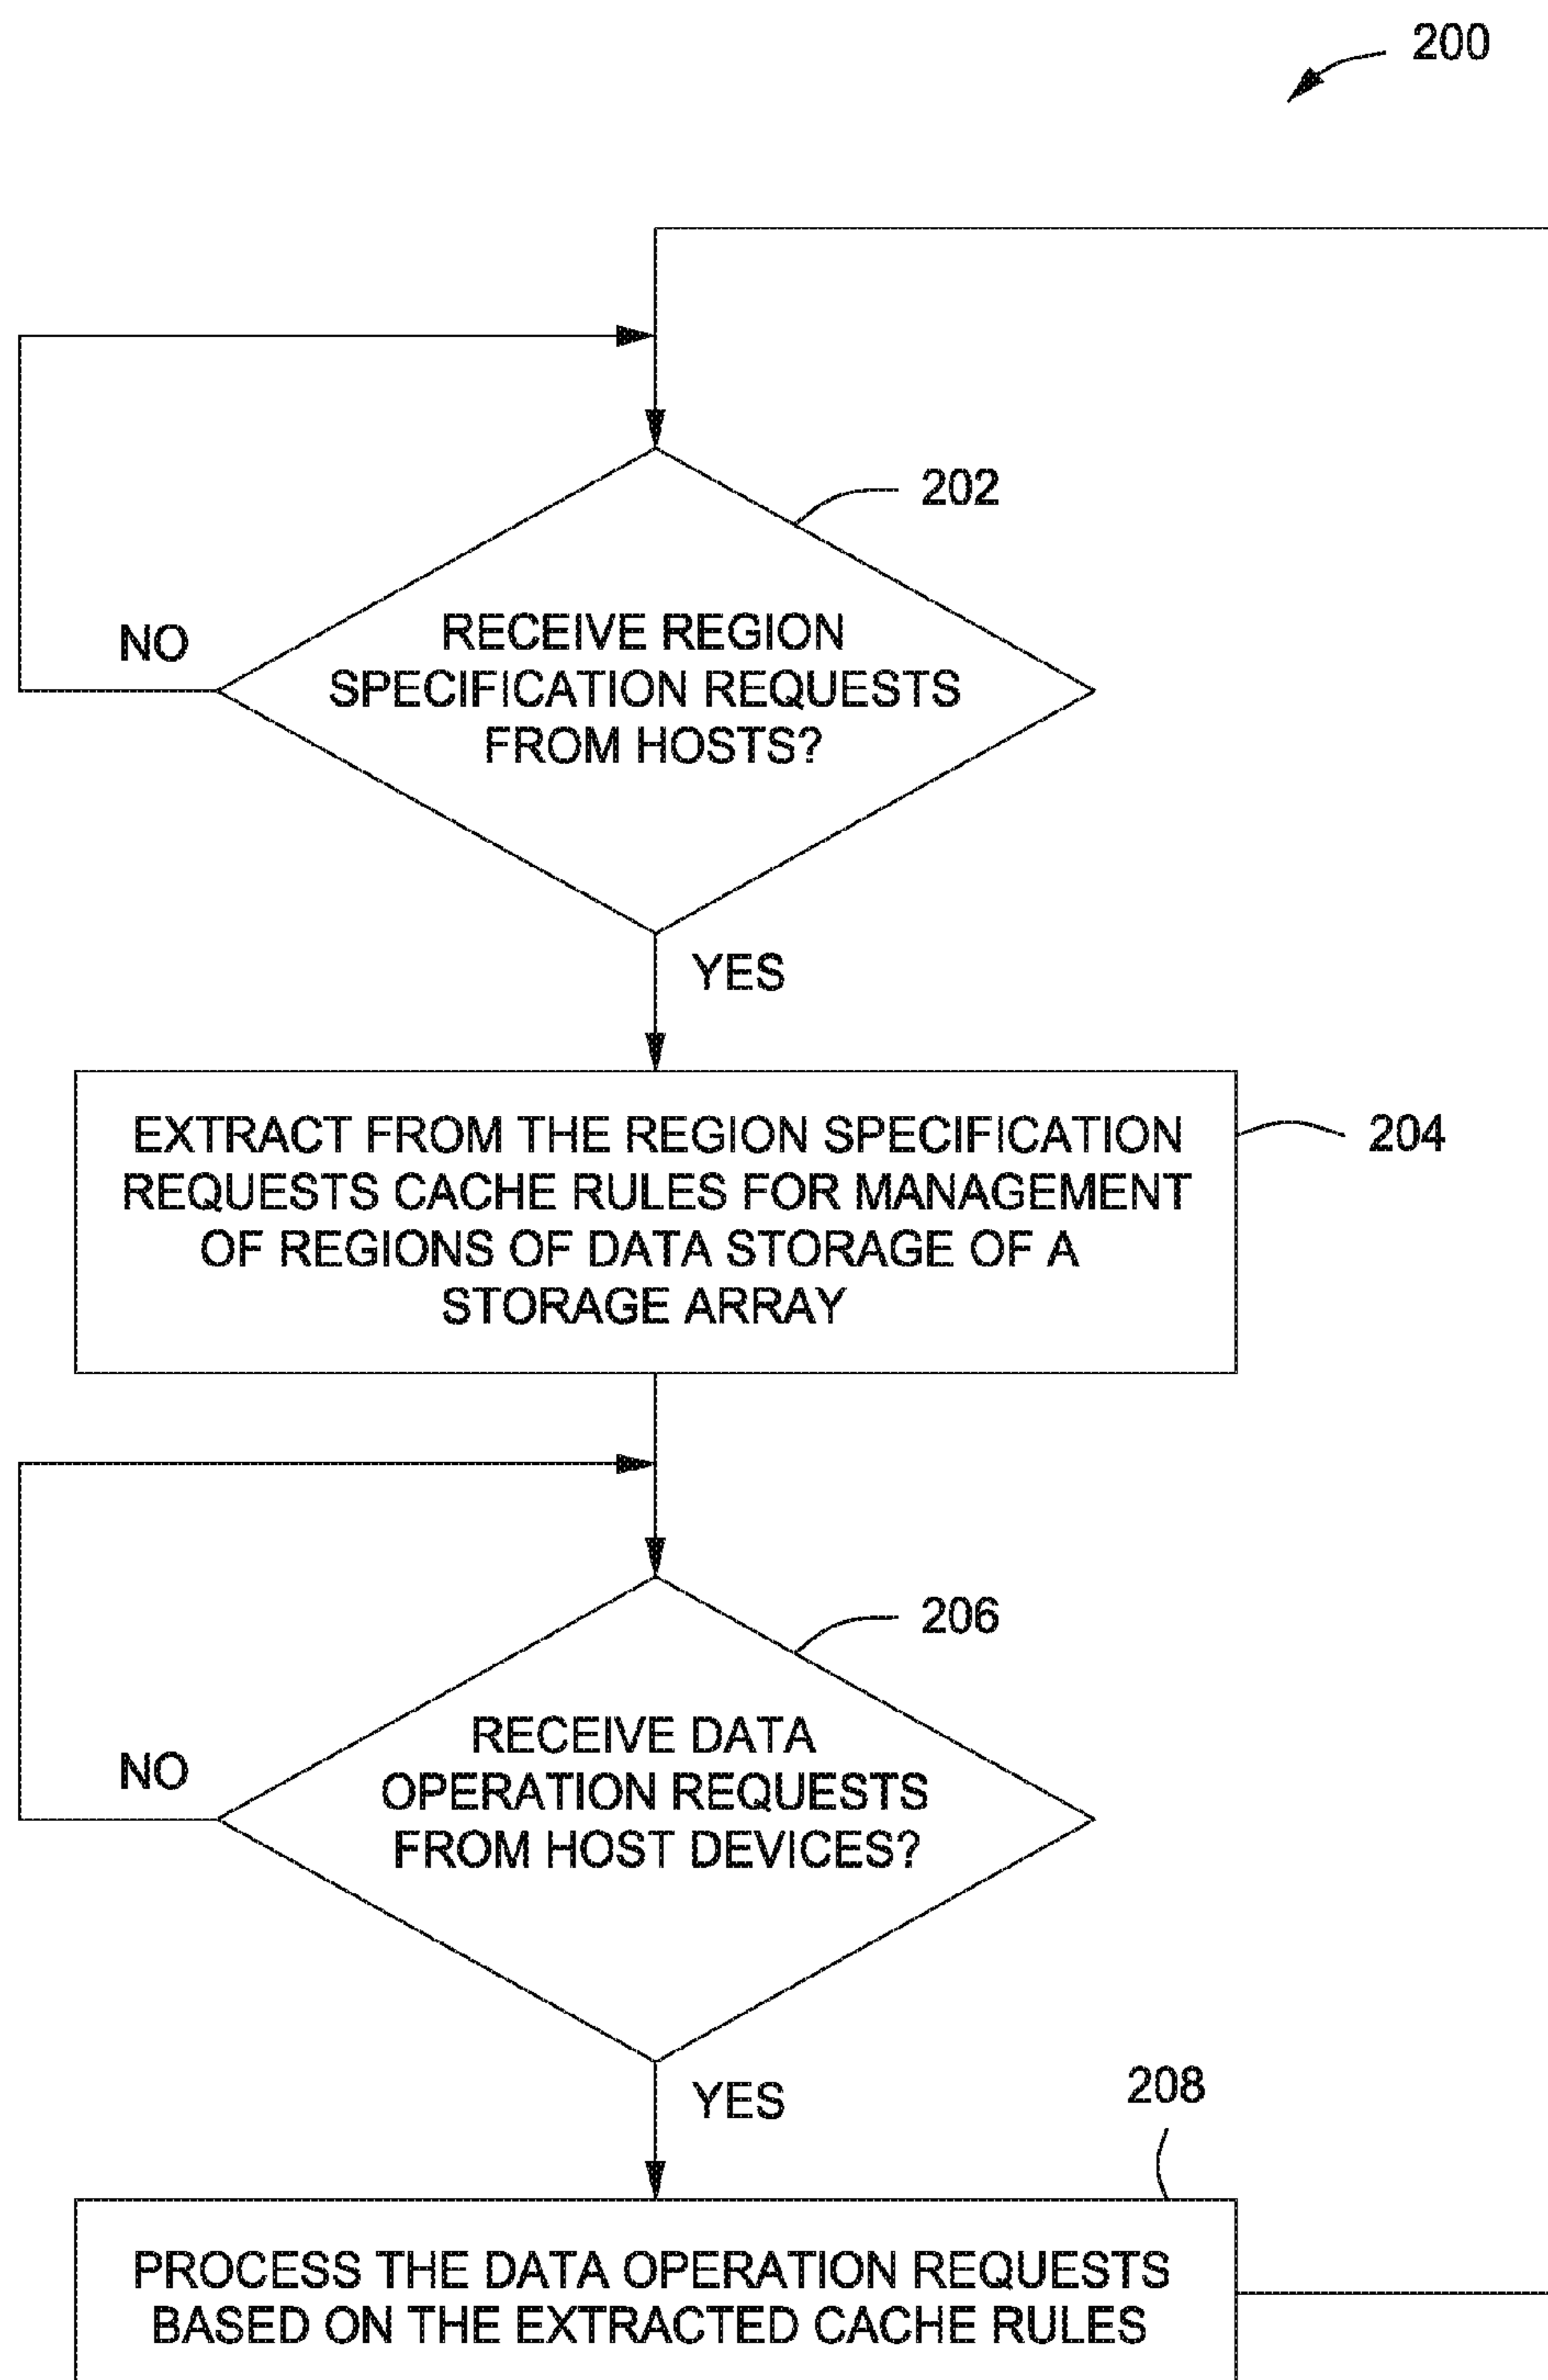 200
202
RECEIVE REGION
SPECIFICATION REQUESTS
FROM HOSTS?
NO
YES
EXTRACT FROM THE REGION SPECIFICATION
REQUESTS CACHE RULES FOR MANAGEMENT
OF REGIONS OF DATA STORAGE OF A
STORAGE ARRAY
204
206
RECEIVE DATA
OPERATION REQUESTS
FROM HOST DEVICES?
NO
YES
208
PROCESS THE DATA OPERATION REQUESTS
BASED ON THE EXTRACTED CACHE RULES